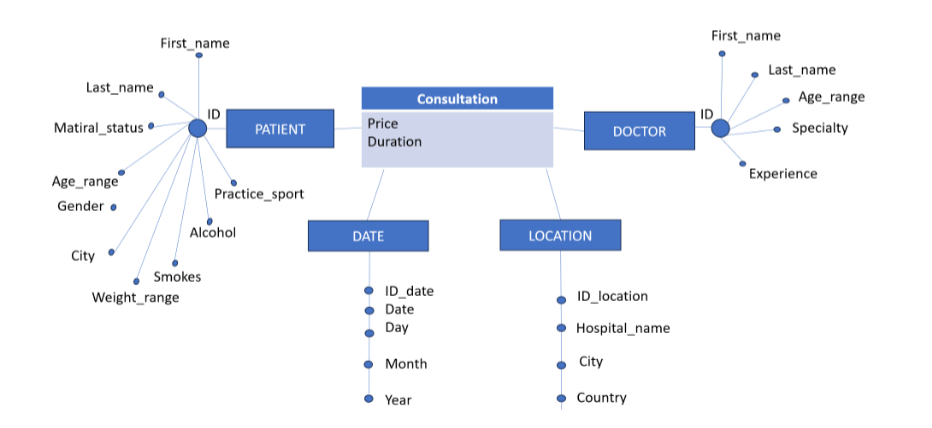 First_name
Last_name
ID
Matiral_status
Age_range
Gender
City
Weight_range
Smokes
Alcohol
Practice_sport
PATIENT
Consultation
Price
Duration
DOCTOR
ID
First_name
Last_name
Age_range
Specialty
Experience
DATE
ID_date
Date
Day
Month
Year
LOCATION
ID_location
Hospital_name
City
Country